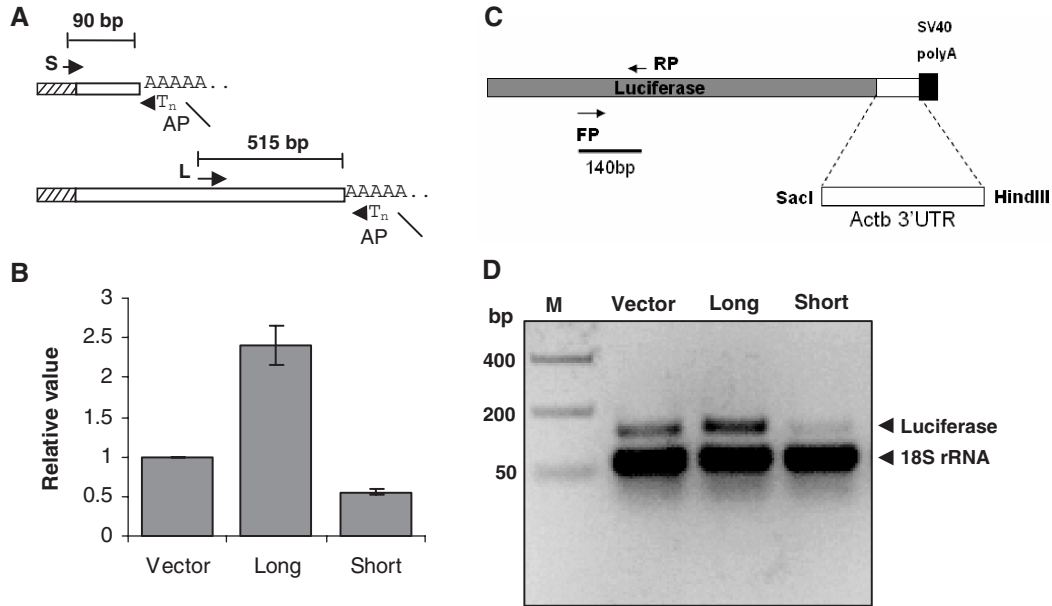 A
90 bp
S
AAAAA..
Tn
AP
515 bp
L
AAAAA..
Tn
AP
B
Relative value
3
2.5
2
1.5
1
0.5
0
Vector
Long
Short
C
SV40
polyA
RP
Luciferase
FP
140bp
SacI
HindIII
Actb 3'UTR
D
M
Vector
Long
Short
bp
400
200
50
Luciferase
18S rRNA